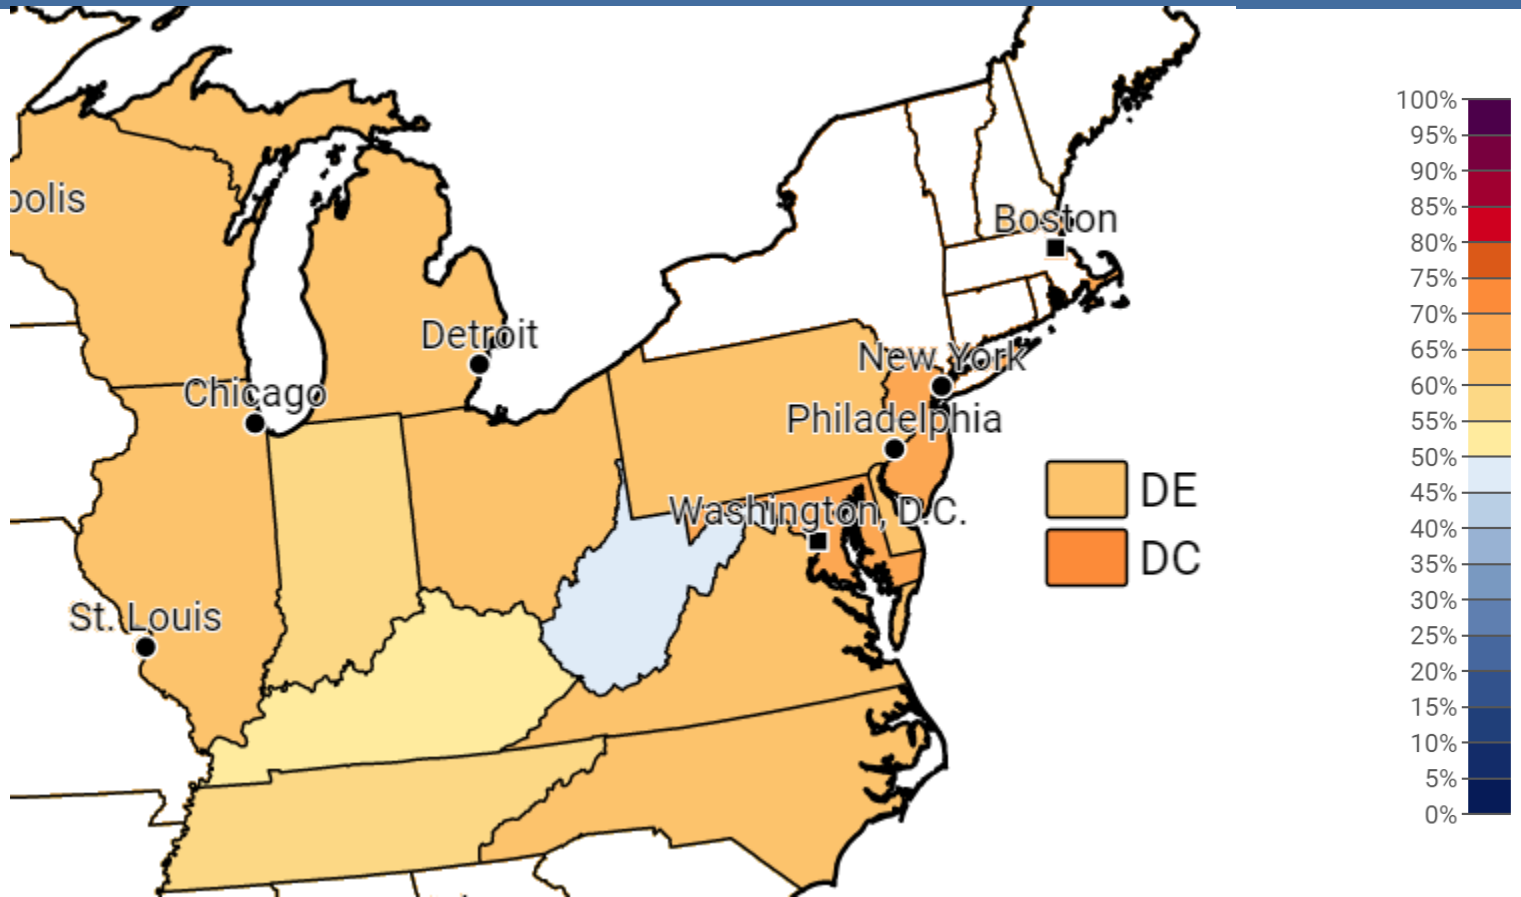 polis
Boston
Detroit
New York
Chicago
Philadelphia
Washington, D.C.
St. Louis
DE
DC
100%
95%
90%
85%
80%
75%
70%
65%
60%
55%
50%
45%
40%
35%
30%
25%
20%
15%
10%
5%
0%